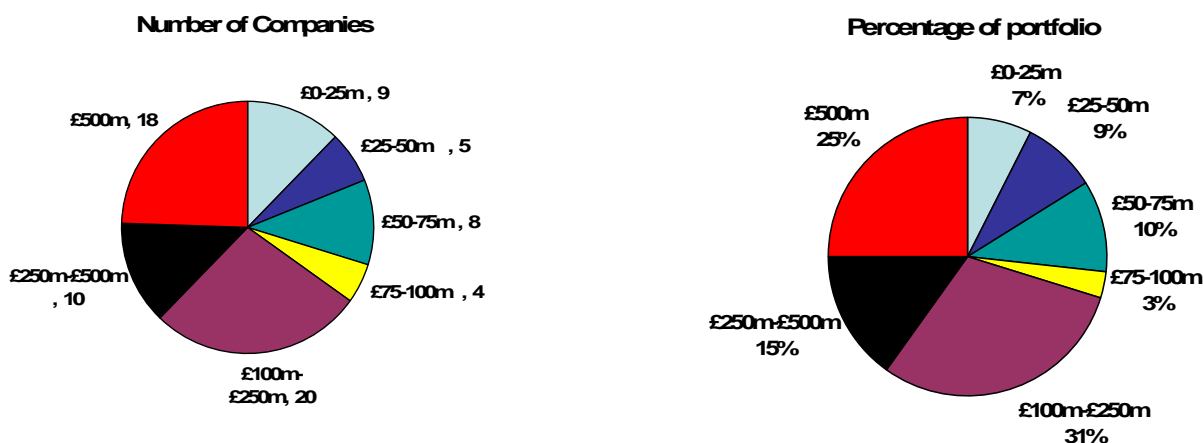 Number of Companies
£0-25m , 9
£25-50m , 5
£50-75m , 8
£75-100m , 4
£100m-
£250m, 20
£250m-£500m
, 10
£500m, 18
Percentage of portfolio
£0-25m
7%
£25-50m
9%
£50-75m
10%
£75-100m
3%
£100m-£250m
31%
£250m-£500m
15%
£500m
25%